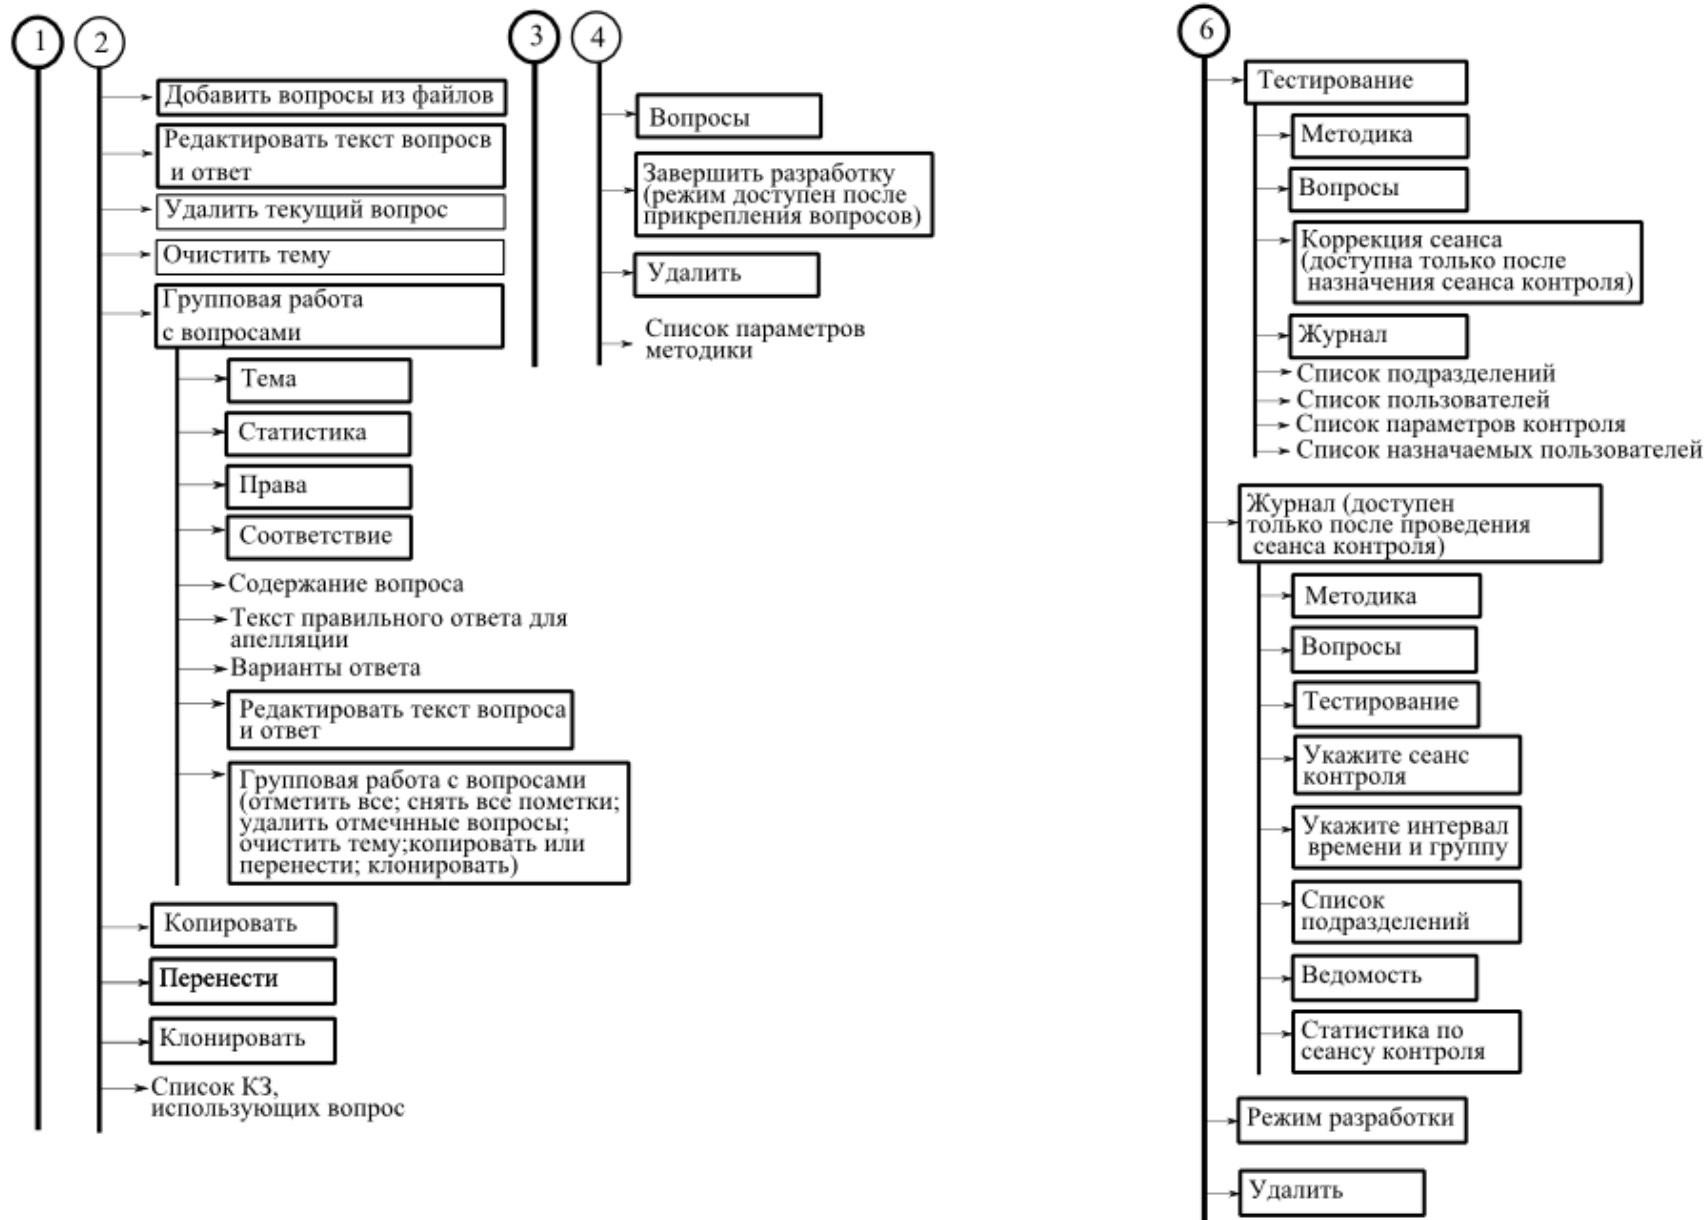 1
2
Добавить вопросы из файлов
Редактировать текст вопросв
и ответ
Удалить текущий вопрос
Очистить тему
Групповая работа
с вопросами
Тема
Статистика
Права
Соответствие
Содержание вопроса
Текст правильного ответа для
апелляции
Варианты ответа
Редактировать текст вопроса
и ответ
Групповая работа с вопросами
(отметить все; снять все пометки;
удалить отмечнные вопросы;
очистить тему;копировать или
перенести; клонировать)
Копировать
Перенести
Клонировать
Список КЗ,
использующих вопрос
3
4
Вопросы
Завершить разработку
(режим доступен после
прикрепления вопросов)
Удалить
Список параметров
методики
6
Тестирование
Методика
Вопросы
Коррекция сеанса
(доступна только после
назначения сеанса контроля)
Журнал
Список подразделений
Список пользователей
Список параметров контроля
Список назначаемых пользователей
Журнал (доступен
только после проведения
сеанса контроля)
Методика
Вопросы
Тестирование
Укажите сеанс
контроля
Укажите интервал
времени и группу
Список
подразделений
Ведомость
Статистика по
сеансу контроля
Режим разработки
Удалить